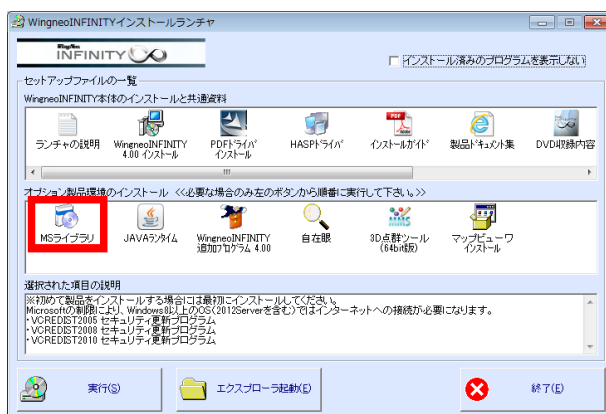 WingneoINFINITYインストールランチャ
WingNeo
INFINITY
インストール済みのプログラムを表示しない
セットアップファイルの一覧
WingneoINFINITY本体のインストールと共通資料
ランチャの説明
WingneoINFINITY
4.00 インストール
PDFドライバ
インストール
HASPドライバ
インストールガイド
製品ドキュメント集
DVD収録内容
オプション製品環境のインストール <<必要な場合のみ左のボタンから順番に実行して下さい。>>
MSライブラリ
JAVAランタイム
WingneoINFINITY
追加プログラム 4.00
自在眼
3D点群ツール
(64bit版)
マップビューワ
インストール
選択された項目の説明
※初めて製品をインストールする場合には最初にインストールしてください。
Microsoftの制限により、Windows8以上のOS(2012Serverを含む)ではインターネットへの接続が必要になります。
・VCREDIST2005 セキュリティ更新プログラム
・VCREDIST2008 セキュリティ更新プログラム
・VCREDIST2010 セキュリティ更新プログラム
実行(S)
エクスプローラ起動(E)
終了(E)